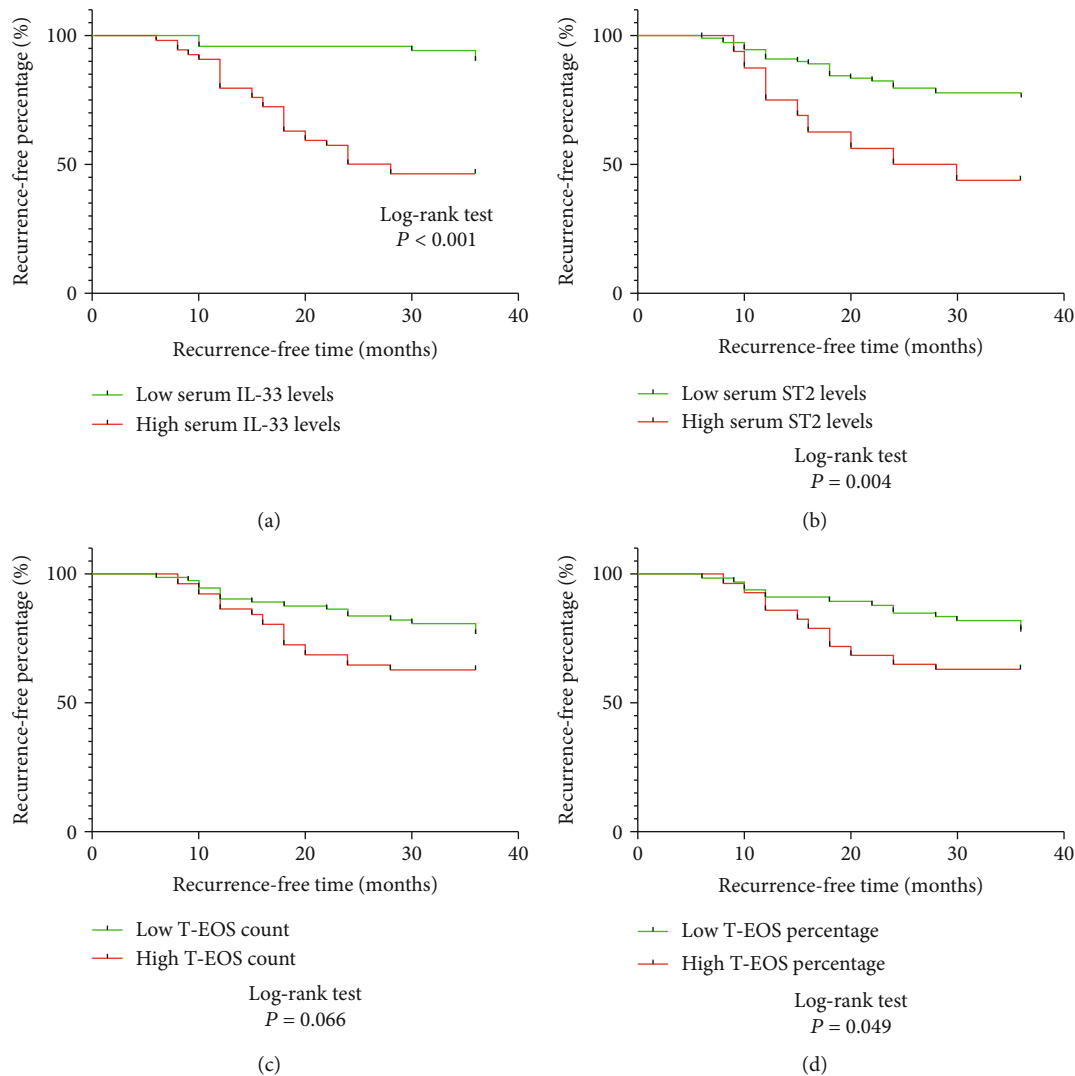 Recurrence-free percentage (%)
100
50
0
0 10 20 30 40
Recurrence-free time (months)
Log-rank test
P < 0.001
Low serum IL-33 levels
High serum IL-33 levels
(a)
Recurrence-free percentage (%)
100
50
0
0 10 20 30 40
Recurrence-free time (months)
Low serum ST2 levels
High serum ST2 levels
Log-rank test
P = 0.004
(b)
Recurrence-free percentage (%)
100
50
0
0 10 20 30 40
Recurrence-free time (months)
Low T-EOS count
High T-EOS count
Log-rank test
P = 0.066
(c)
Recurrence-free percentage (%)
100
50
0
0 10 20 30 40
Recurrence-free time (months)
Low T-EOS percentage
High T-EOS percentage
Log-rank test
P = 0.049
(d)